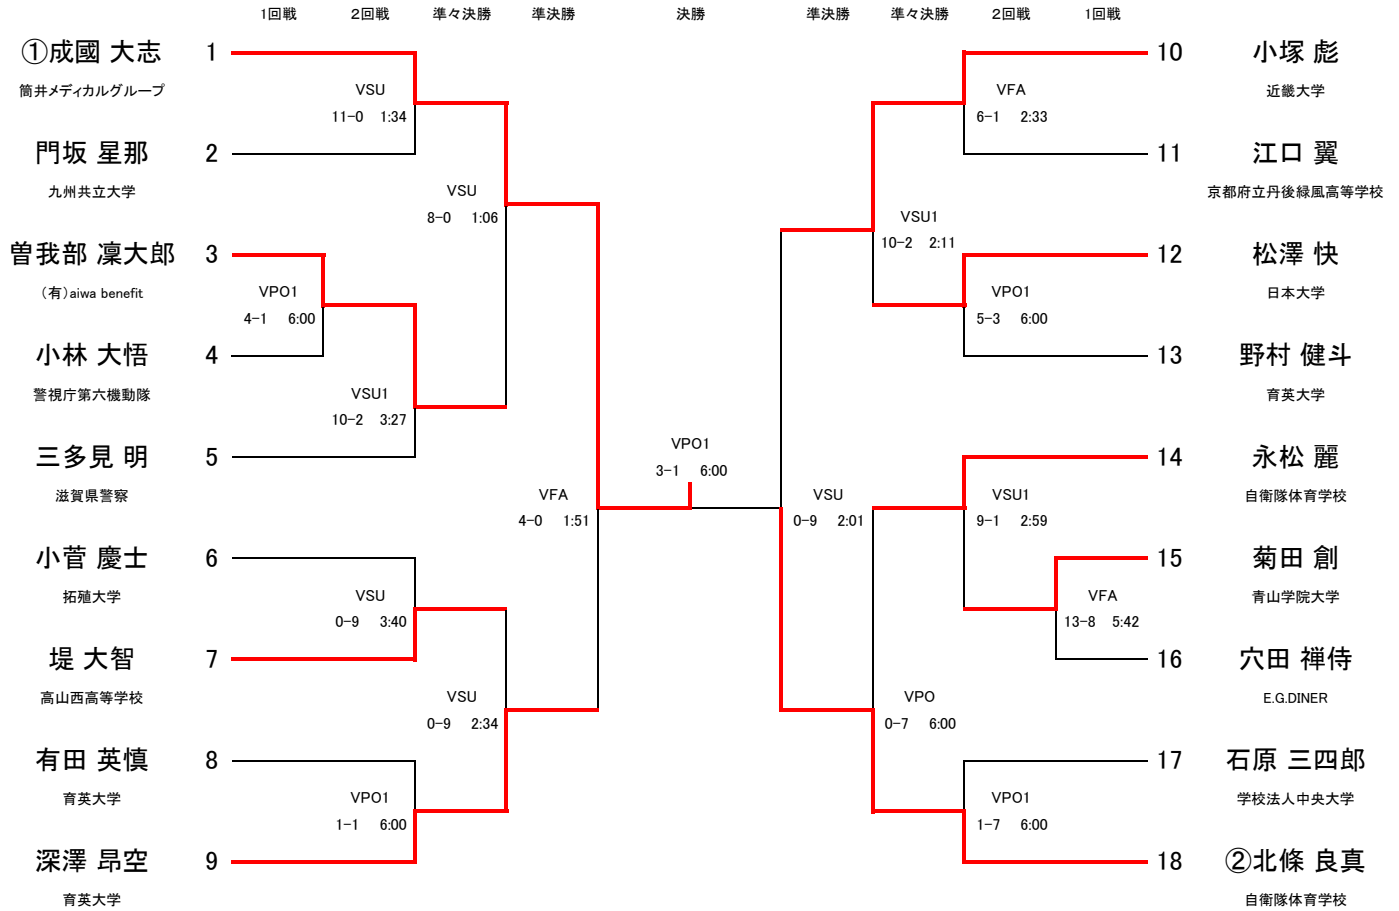 1回戦 2回戦 準々決勝 準決勝 決勝 準決勝 準々決勝 2回戦 1回戦
①成國 大志 1
筒井メディカルグループ
VSU
11-0 1:34
門坂 星那 2
九州共立大学
VSU
8-0 1:06
曽我部 凜大郎 3
(有)aiwa benefit
VPO1
4-1 6:00
小林 大悟 4
警視庁第六機動隊
VSU1
10-2 3:27
三多見 明 5
滋賀県警察
VFA
4-0 1:51
小菅 慶士 6
拓殖大学
VSU
0-9 3:40
堤 大智 7
高山西高等学校
VSU
0-9 2:34
有田 英慎 8
育英大学
VPO1
1-1 6:00
深澤 昂空 9
育英大学
VPO1
3-1 6:00
10 小塚 彪
近畿大学
VFA
6-1 2:33
11 江口 翼
京都府立丹後緑風高等学校
VSU1
10-2 2:11
12 松澤 快
日本大学
VPO1
5-3 6:00
13 野村 健斗
育英大学
VSU
0-9 2:01
14 永松 麗
自衛隊体育学校
VSU1
9-1 2:59
15 菊田 創
青山学院大学
VFA
13-8 5:42
16 穴田 禅侍
E.G.DINER
VPO
0-7 6:00
17 石原 三四郎
学校法人中央大学
VPO1
1-7 6:00
18 ②北條 良真
自衛隊体育学校